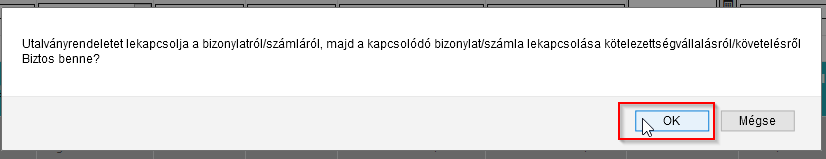 Utalványrendeletet lekapcsolja a bizonylatról/számláról, majd a kapcsolódó bizonylat/számla lekapcsolása kötelezettségvállalásról/követelésről
Biztos benne?
OK Mégse